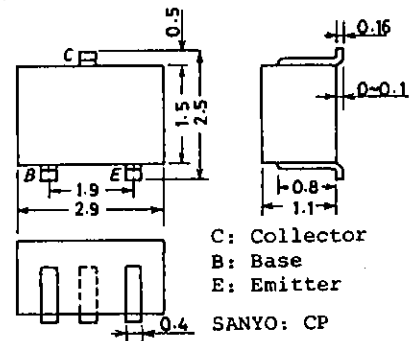 0.5
C
0.16
1.5
2.5
0~0.1
B
E
1.9
2.9
0.8
1.1
C: Collector
B: Base
E: Emitter
0.4
SANYO: CP